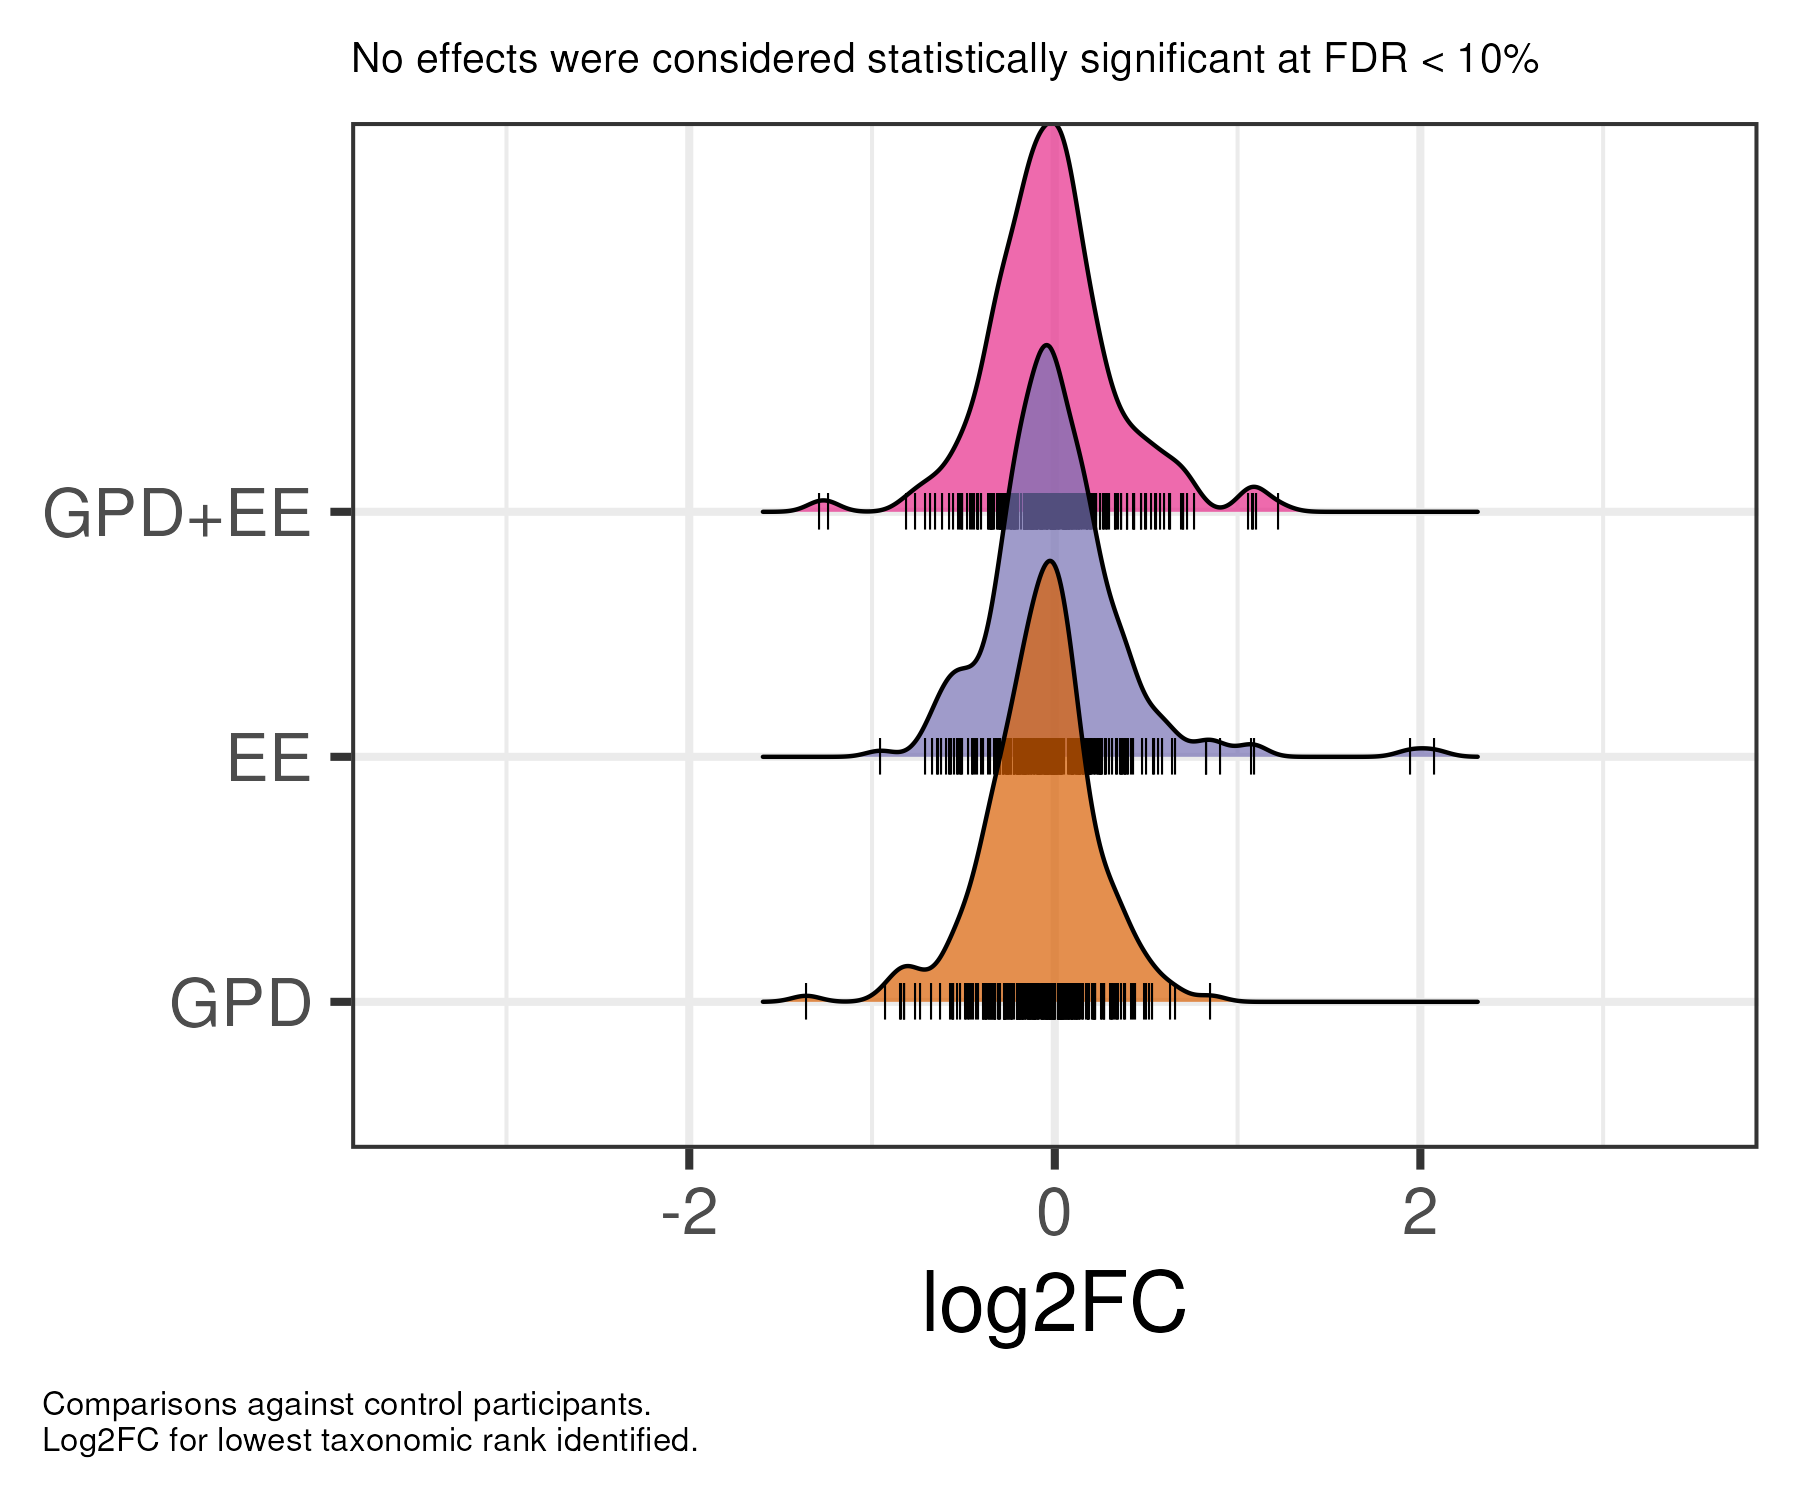 No effects were considered statistically significant at FDR < 10%
GPD+EE
EE
GPD
-2 0 2
log2FC
Comparisons against control participants.
Log2FC for lowest taxonomic rank identified.